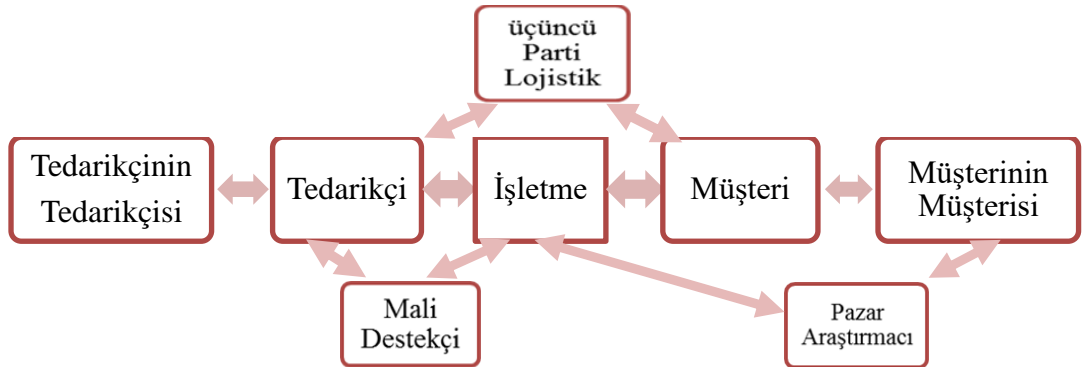 üçüncü
Parti
Lojistik
Tedarikçinin
Tedarikçisi
Tedarikçi
İşletme
Müşteri
Müşterinin
Müşterisi
Mali
Destekçi
Pazar
Araştırmacı